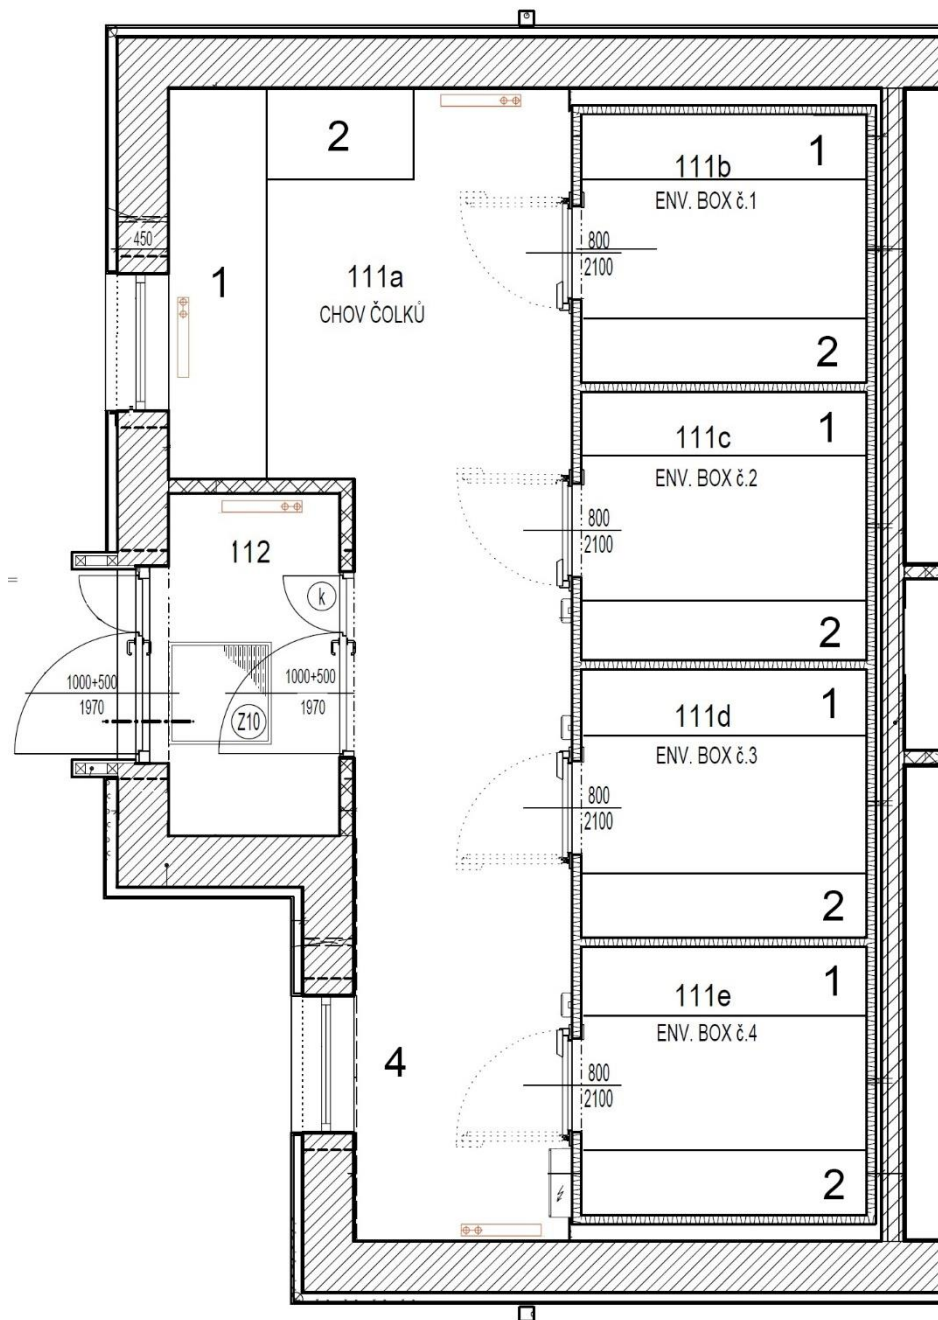 2
1
111b
ENV. BOX č.1
450
800
2100
1
111a
CHOV ČOLKŮ
2
1
111c
ENV. BOX č.2
800
2100
112
k
2
1000+500
1970
1000+500
1970
Z10
1
111d
ENV. BOX č.3
800
2100
2
1
111e
ENV. BOX č.4
4
800
2100
2